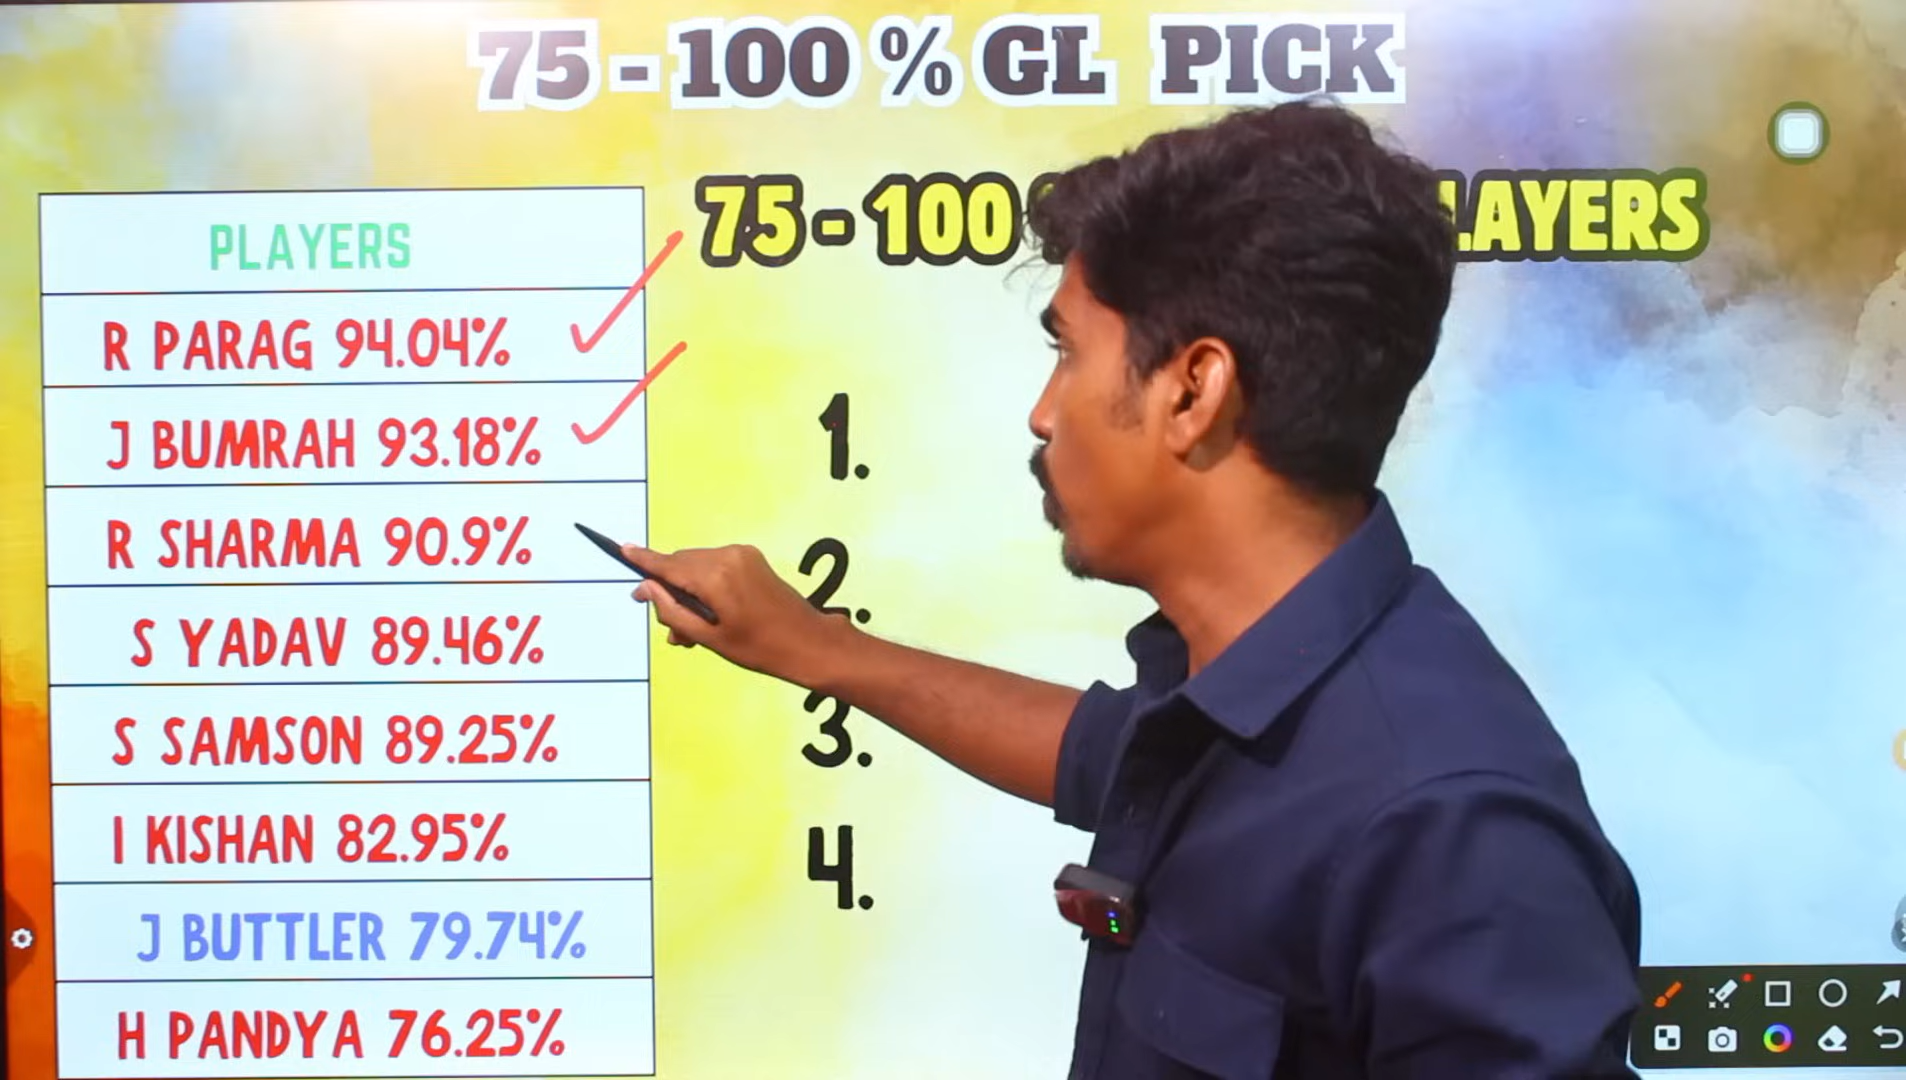 75 - 100 % GL PICK
75 - 100 LAYERS
PLAYERS
R PARAG 94.04%
J BUMRAH 93.18%
R SHARMA 90.9%
S YADAV 89.46%
S SAMSON 89.25%
I KISHAN 82.95%
J BUTTLER 79.74%
H PANDYA 76.25%
1.
2.
3.
4.